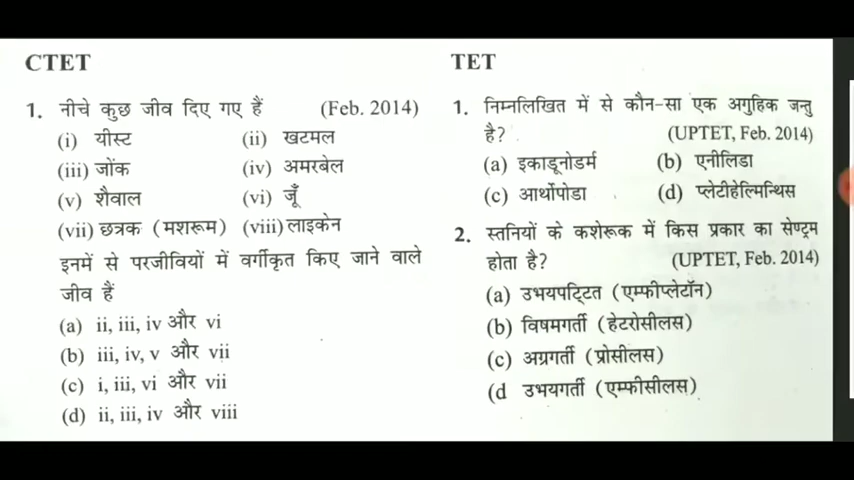 CTET
1. नीचे कुछ जीव दिए गए हैं (Feb. 2014)
(i) यीस्ट (ii) खटमल
(iii) जोंक (iv) अमरबेल
(v) शैवाल (vi) जूँ
(vii) छत्रक (मशरूम) (viii) लाइकेन
इनमें से परजीवियों में वर्गीकृत किए जाने वाले
जीव हैं
(a) ii, iii, iv और vi
(b) iii, iv, v और vii
(c) i, iii, vi और vii
(d) ii, iii, iv और viii
TET
1. निम्नलिखित में से कौन-सा एक अगुहिक जन्तु
है? (UPTET, Feb. 2014)
(a) इकाड्नोडर्म (b) एनीलिडा
(c) आर्थोपोडा (d) प्लेटीहेल्मिन्थिस
2. स्तनियों के कशेरूक में किस प्रकार का सेण्ट्रम
होता है? (UPTET, Feb. 2014)
(a) उभयपट्टित (एम्फीप्लेटॉन)
(b) विषमगर्ती (हेटरोसीलस)
(c) अग्रगर्ती (प्रोसीलस)
(d उभयगर्ती (एम्फीसीलस)